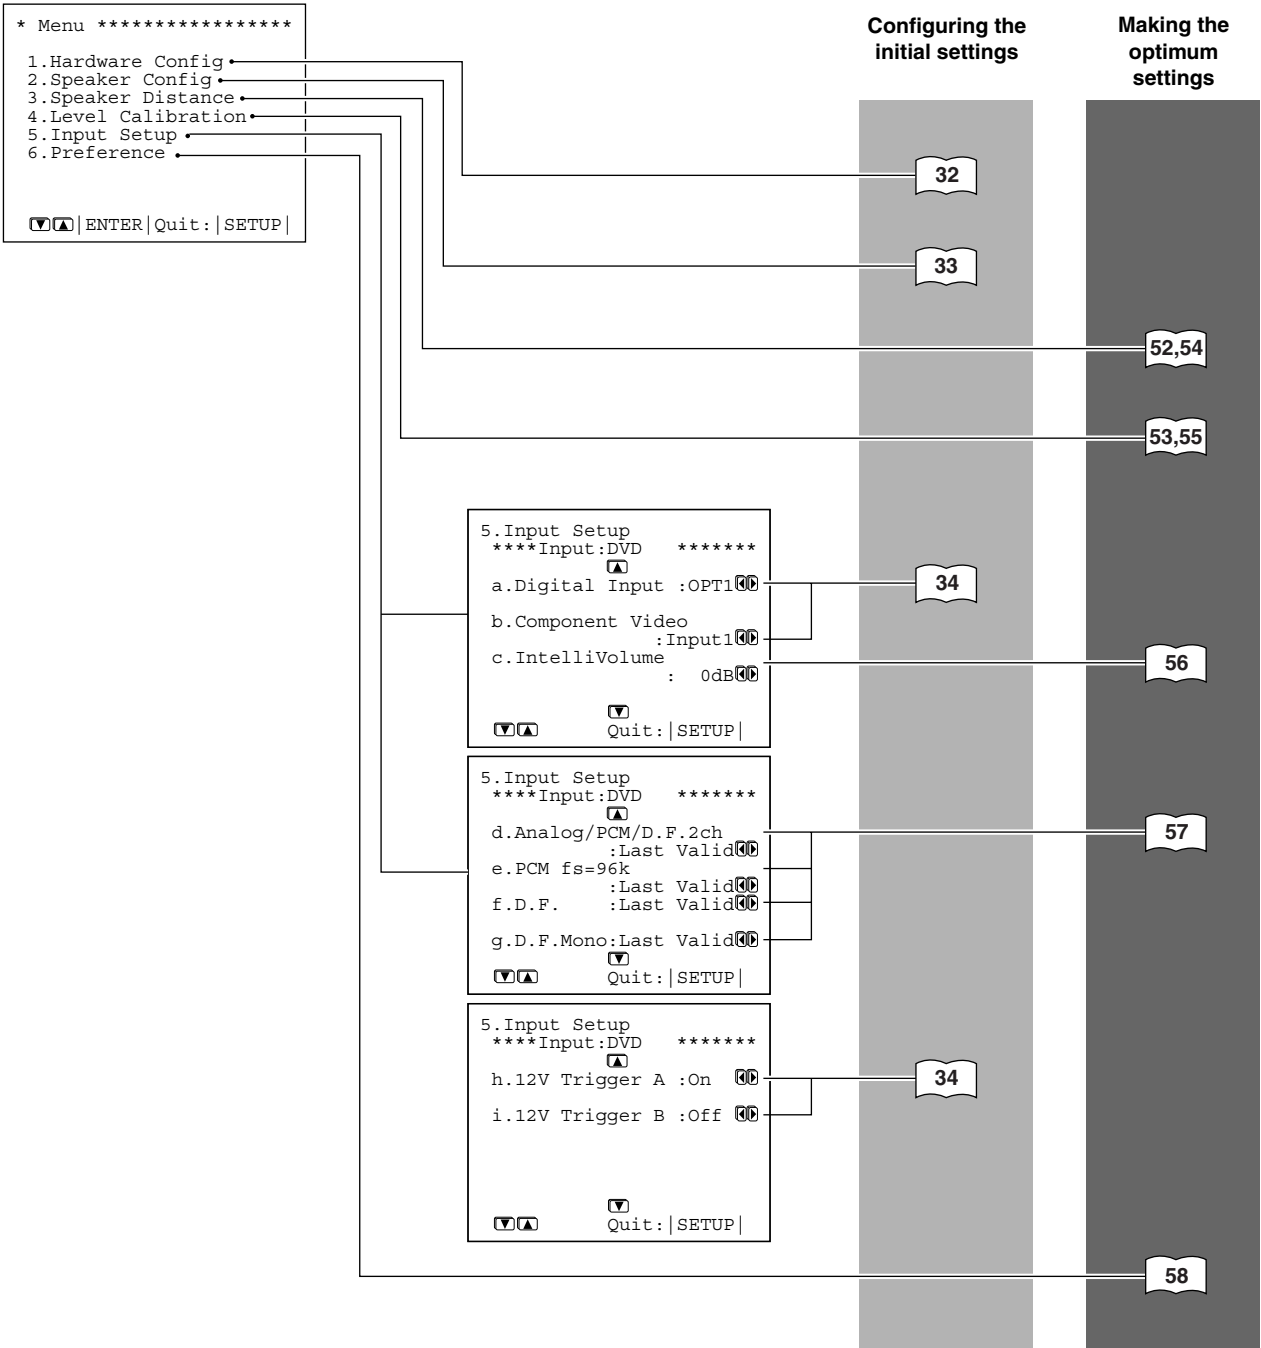 * Menu *****************
1.Hardware Config
2.Speaker Config
3.Speaker Distance
4.Level Calibration
5.Input Setup
6.Preference
|ENTER|Quit:|SETUP|
Configuring the
initial settings
Making the
optimum
settings
32
33
52,54
53,55
5.Input Setup
****Input:DVD *******
a.Digital Input :OPT1
b.Component Video
:Input1
c.IntelliVolume
: 0dB
Quit:|SETUP|
34
56
5.Input Setup
****Input:DVD *******
d.Analog/PCM/D.F.2ch
:Last Valid
e.PCM fs=96k
:Last Valid
f.D.F. :Last Valid
g.D.F.Mono:Last Valid
Quit:|SETUP|
57
5.Input Setup
****Input:DVD *******
h.12V Trigger A :On
i.12V Trigger B :Off
Quit:|SETUP|
34
58